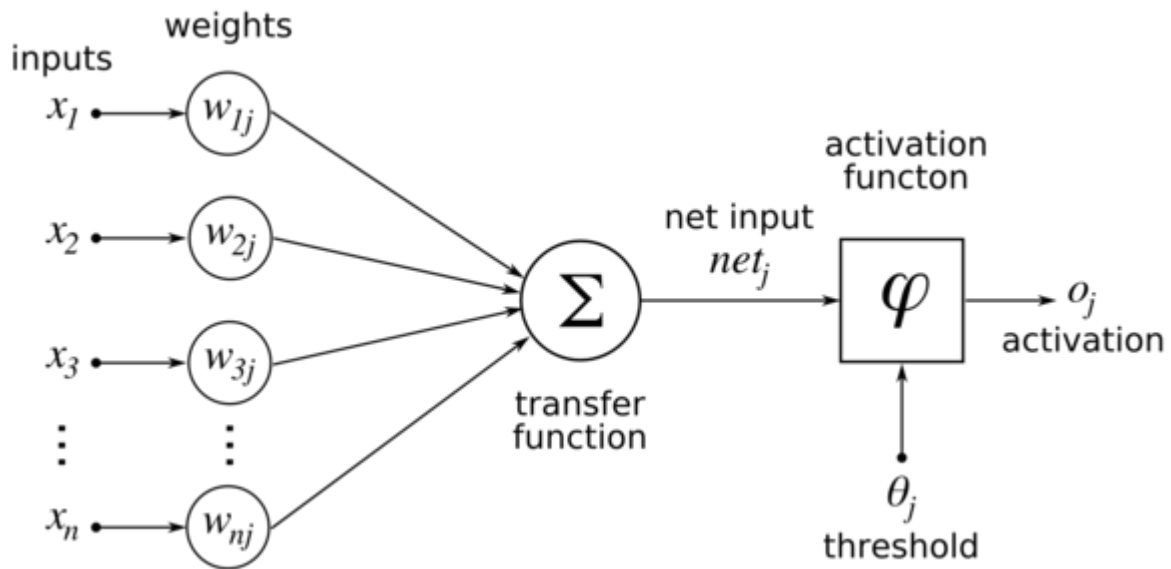 weights
inputs
x1
w1j
x2
w2j
x3
w3j
⋮
⋮
xn
wnj
Σ
transfer
function
net input
netj
activation
functon
φ
oj
activation
θj
threshold